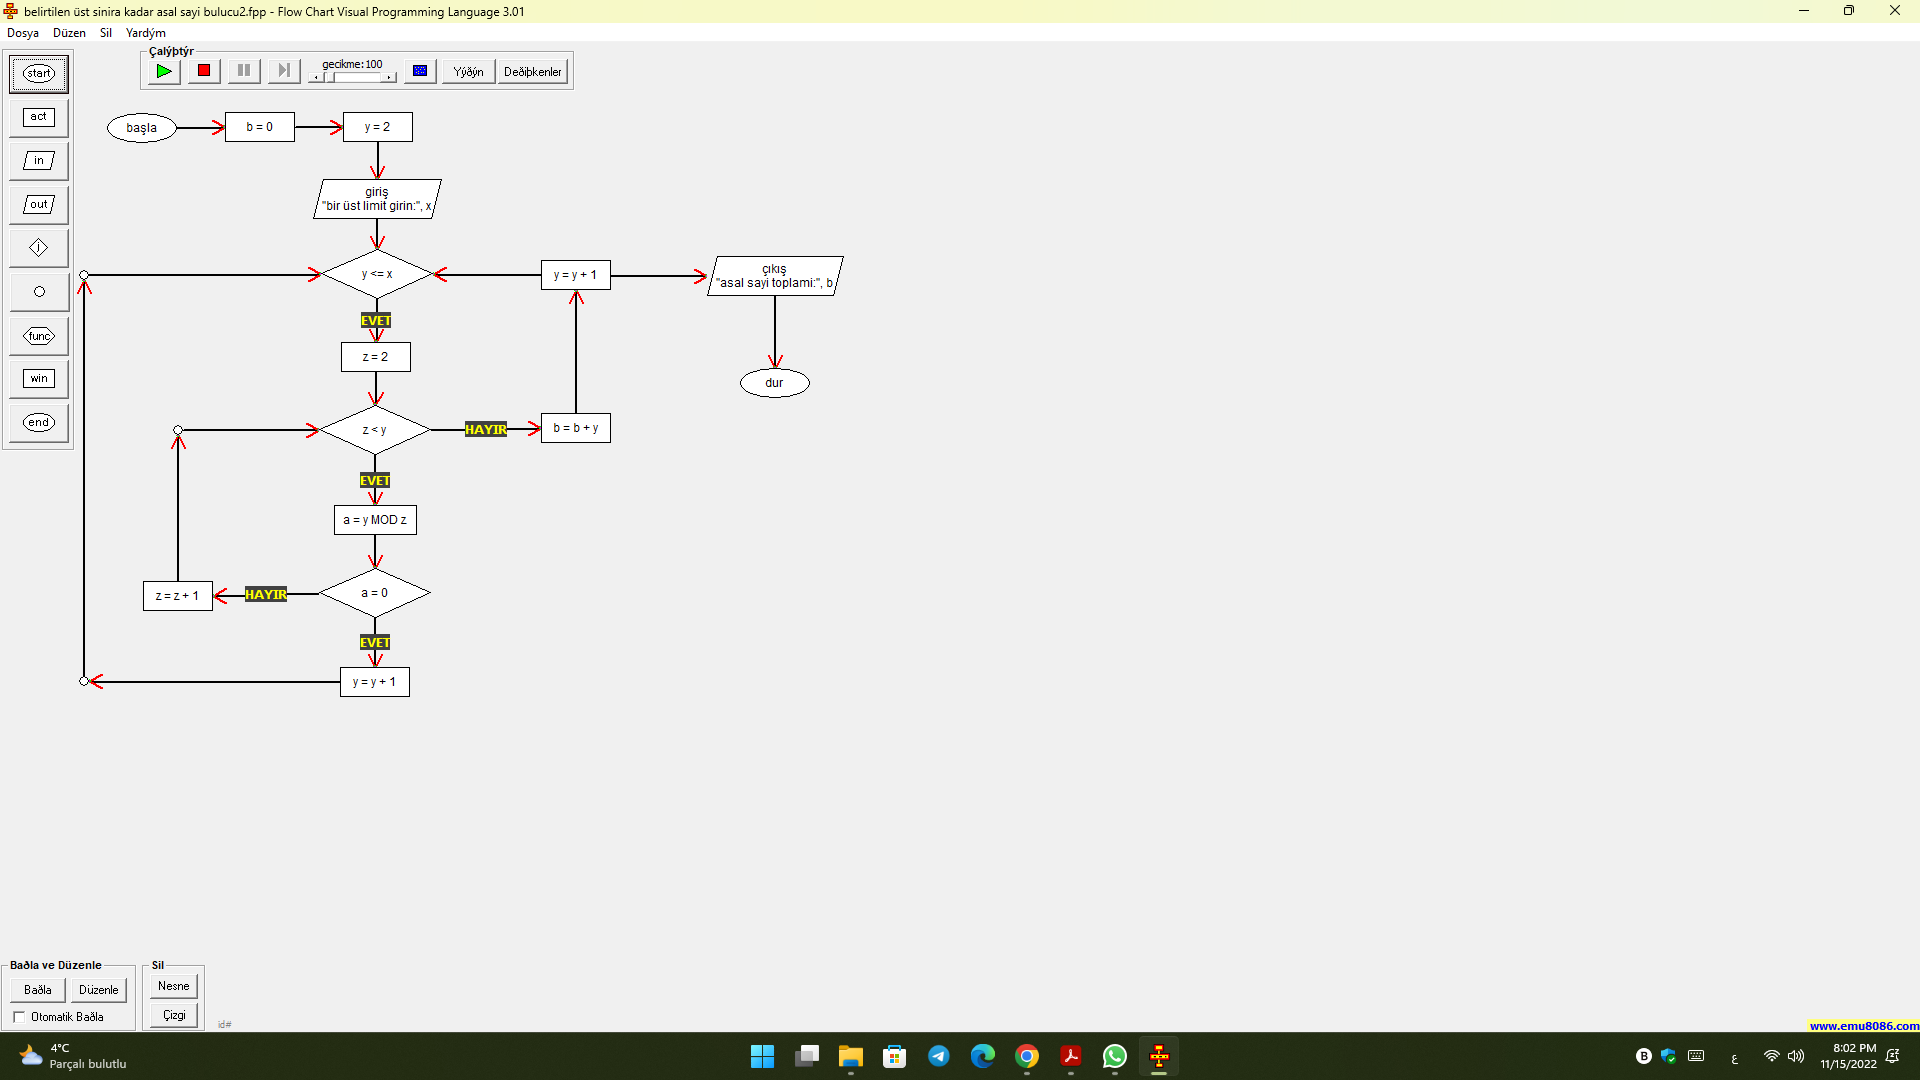 belirtilen üst sinira kadar asal sayi bulucu2.fpp - Flow Chart Visual Programming Language 3.01
Dosya Düzen Sil Yardým
Çalýþtýr
gecikme:100
Yýðýn
Deðiþkenler
start
act
in
out
j
func
win
end
başla
b = 0
y = 2
giriş
"bir üst limit girin:", x
y <= x
y = y + 1
çıkış
"asal sayi toplami:", b
EVET
z = 2
dur
z < y
HAYIR
b = b + y
EVET
a = y MOD z
z = z + 1
HAYIR
a = 0
EVET
y = y + 1
Baðla ve Düzenle
Baðla
Düzenle
Otomatik Baðla
Sil
Nesne
Çizgi
id#
www.emu8086.com
4°C
Parçalı bulutlu
B
ع
8:02 PM
11/15/2022